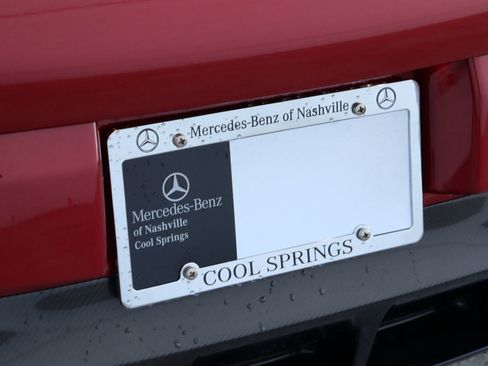 Mercedes-Benz of Nashville
Mercedes-Benz
of Nashville
Cool Springs
COOL SPRINGS